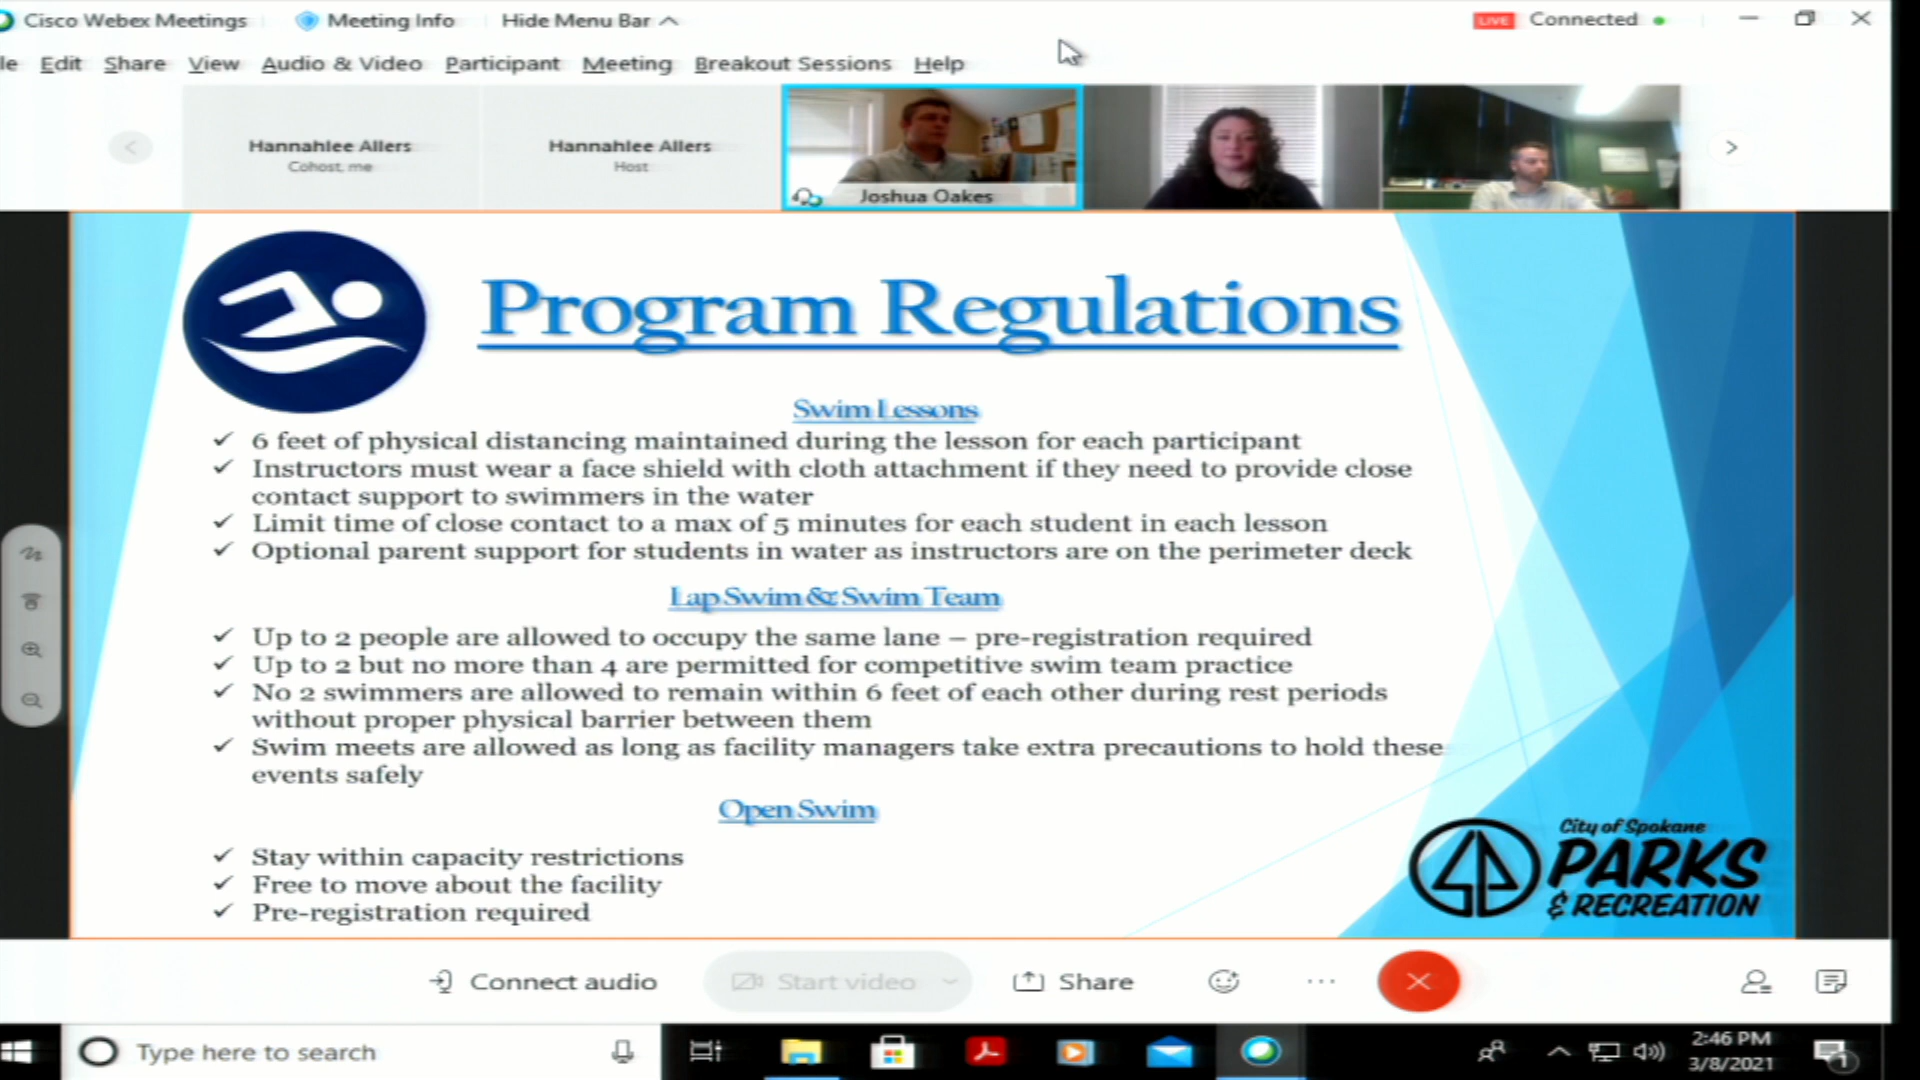 Cisco Webex Meetings
Meeting Info
Hide Menu Bar
LIVE
Connected
le Edit Share View Audio & Video Participant Meeting Breakout Sessions Help
Hannahlee Allers
Cohost, me
Hannahlee Allers
Host
Joshua Oakes
Program Regulations
Swim Lessons
✓ 6 feet of physical distancing maintained during the lesson for each participant
✓ Instructors must wear a face shield with cloth attachment if they need to provide close
contact support to swimmers in the water
✓ Limit time of close contact to a max of 5 minutes for each student in each lesson
✓ Optional parent support for students in water as instructors are on the perimeter deck
Lap Swim & Swim Team
✓ Up to 2 people are allowed to occupy the same lane – pre-registration required
✓ Up to 2 but no more than 4 are permitted for competitive swim team practice
✓ No 2 swimmers are allowed to remain within 6 feet of each other during rest periods
without proper physical barrier between them
✓ Swim meets are allowed as long as facility managers take extra precautions to hold these
events safely
Open Swim
✓ Stay within capacity restrictions
✓ Free to move about the facility
✓ Pre-registration required
City of Spokane
PARKS
& RECREATION
Connect audio
Start video
Share
Type here to search
2:46 PM
3/8/2021
1